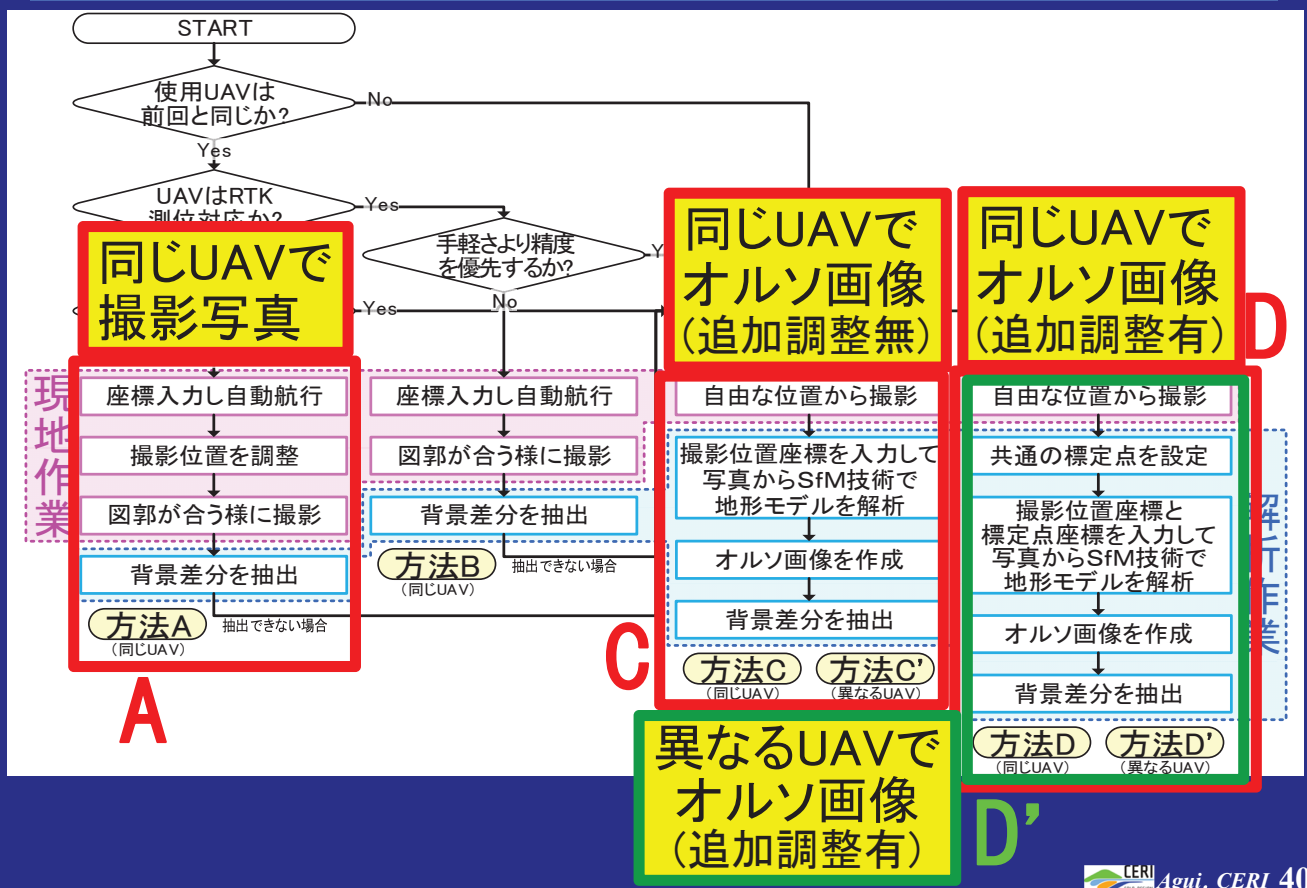 START
使用UAVは
前回と同じか?
No
Yes
UAVはRTK
測位対応か?
Yes
手軽さより精度
を優先するか?
Y
No
Yes
同じUAVで
撮影写真
同じUAVで
オルソ画像
(追加調整無)
同じUAVで
オルソ画像
(追加調整有)
D
現地作業
座標入力し自動航行
撮影位置を調整
図郭が合う様に撮影
背景差分を抽出
方法A
(同じUAV)
抽出できない場合
A
座標入力し自動航行
図郭が合う様に撮影
背景差分を抽出
方法B
(同じUAV)
抽出できない場合
自由な位置から撮影
撮影位置座標を入力して
写真からSfM技術で
地形モデルを解析
オルソ画像を作成
背景差分を抽出
C
方法C
(同じUAV)
方法C'
(異なるUAV)
自由な位置から撮影
共通の標定点を設定
撮影位置座標と
標定点座標を入力して
写真からSfM技術で
地形モデルを解析
オルソ画像を作成
背景差分を抽出
方法D
(同じUAV)
方法D'
(異なるUAV)
解析作業
異なるUAVで
オルソ画像
(追加調整有)
D'
CERI
Agui, CERI 40